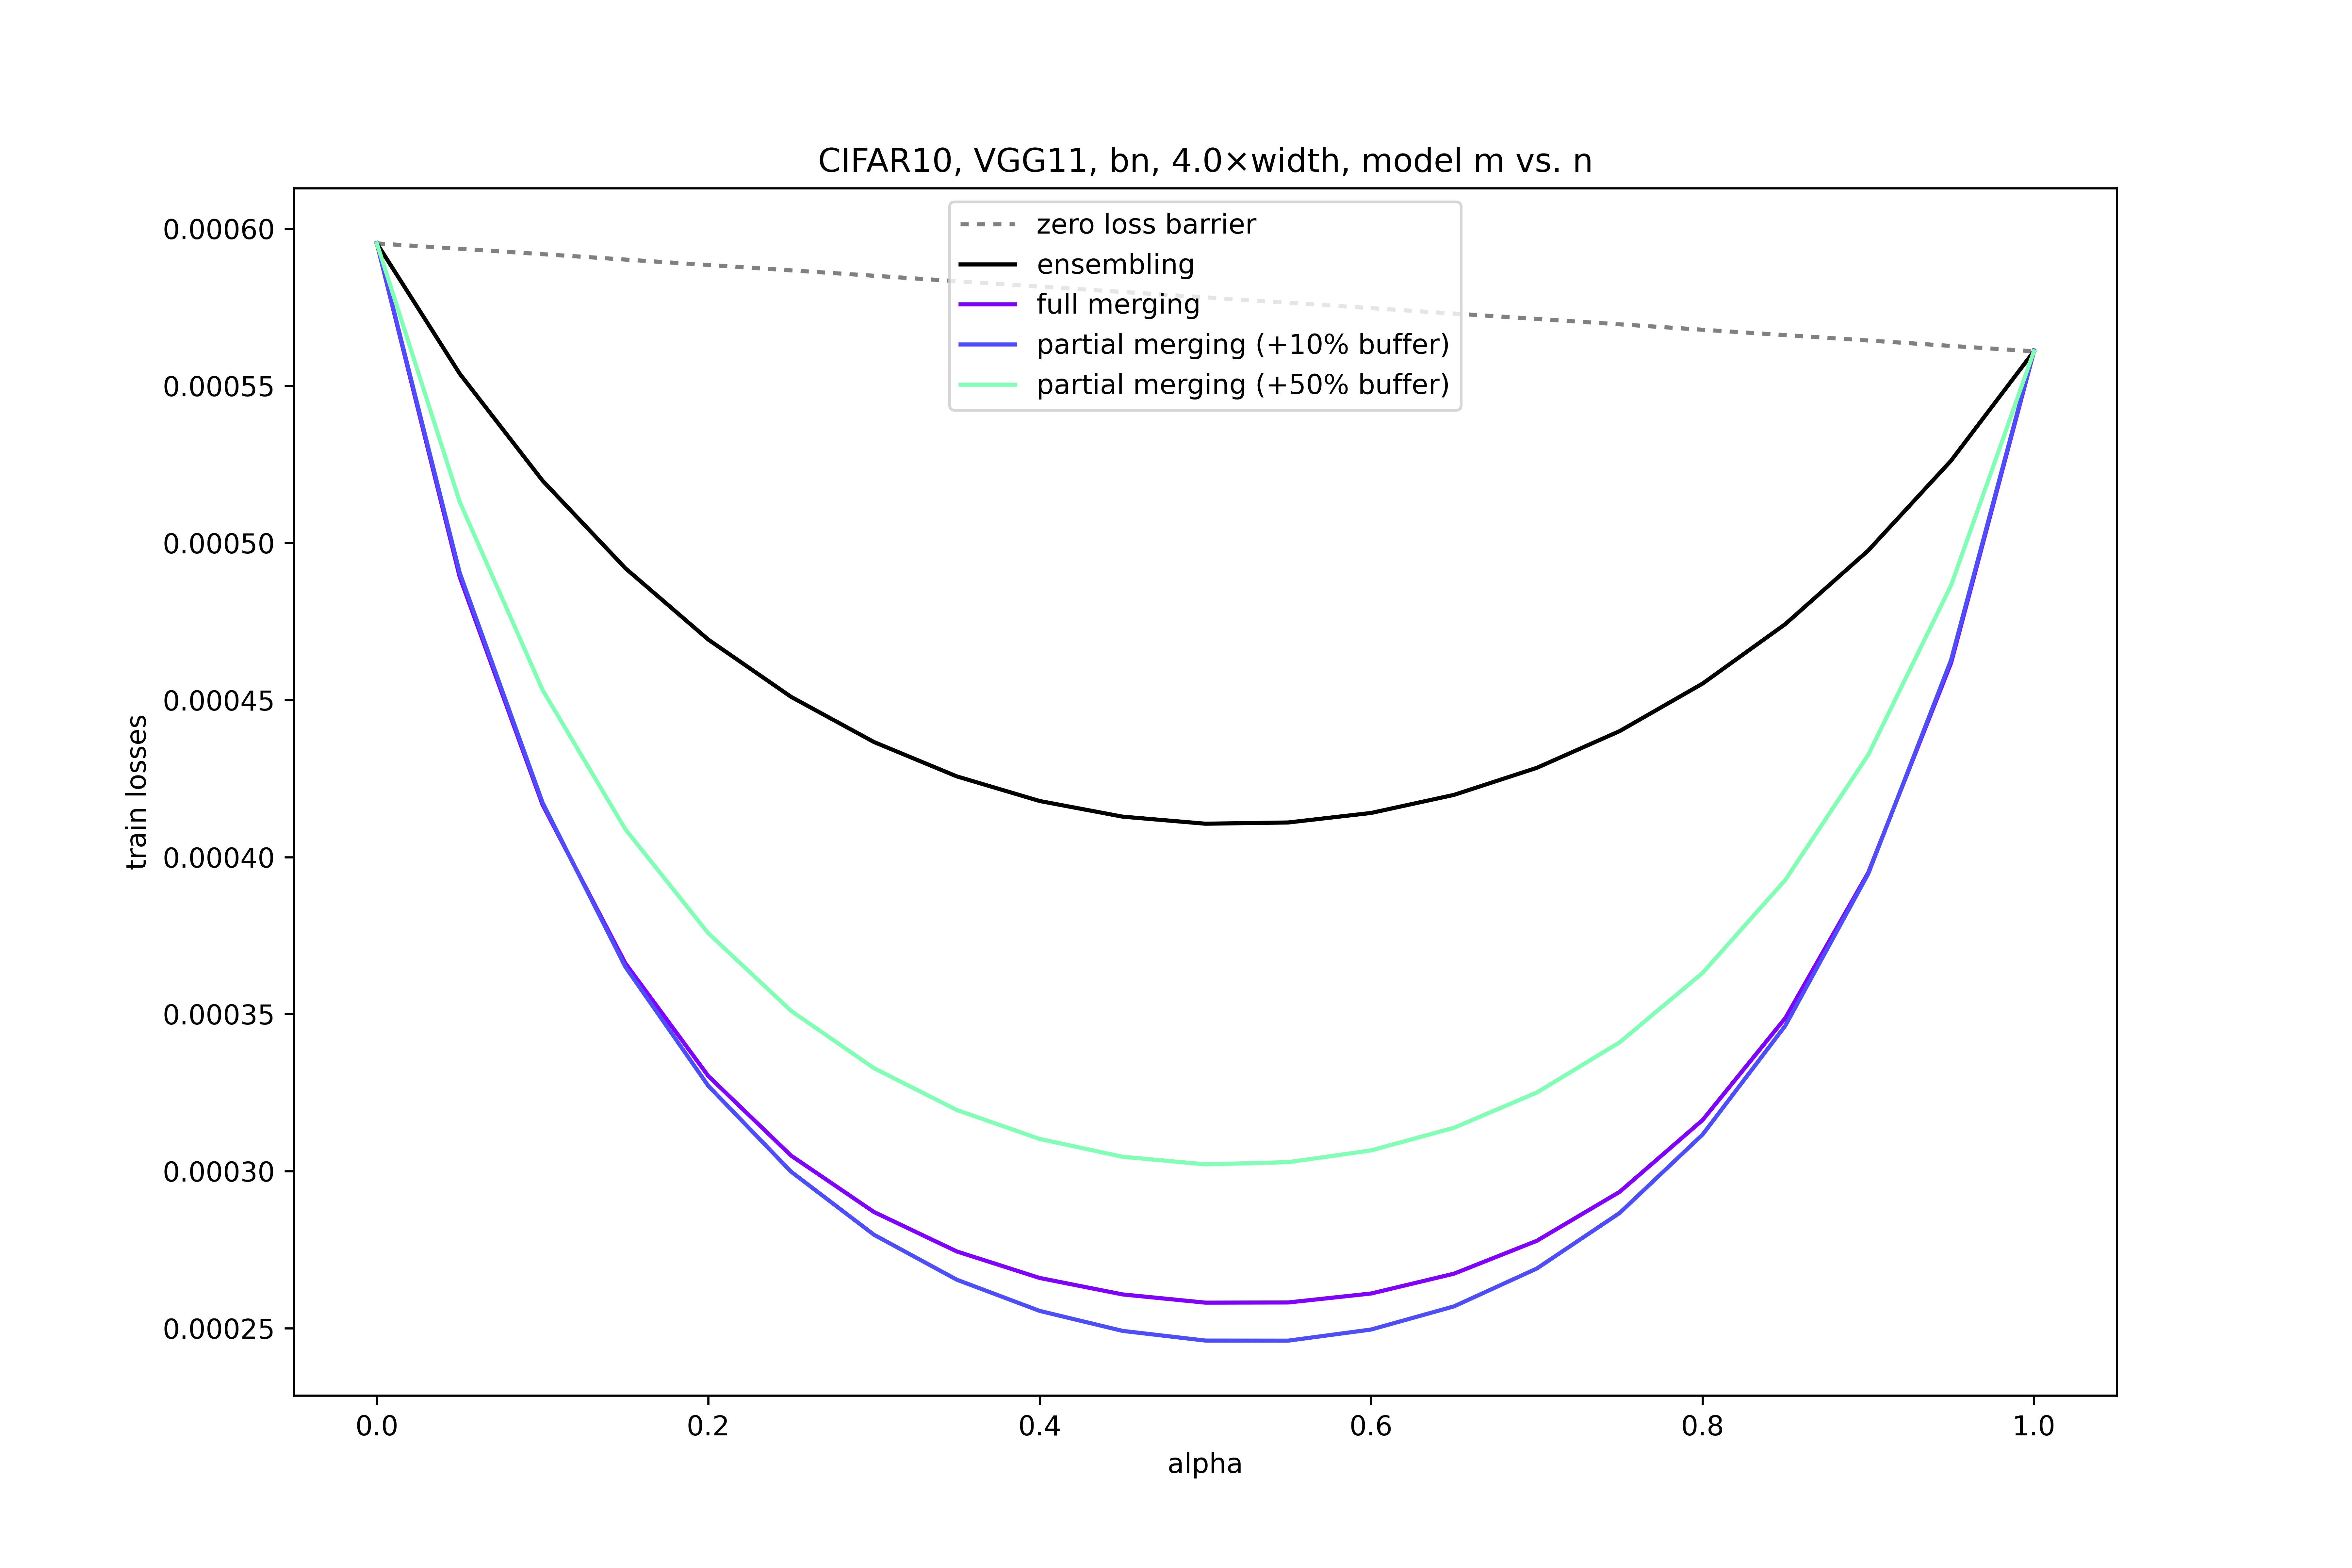 CIFAR10, VGG11, bn, 4.0×width, model m vs. n
zero loss barrier
ensembling
full merging
partial merging (+10% buffer)
partial merging (+50% buffer)
train losses
0.00060
0.00055
0.00050
0.00045
0.00040
0.00035
0.00030
0.00025
0.0 0.2 0.4 0.6 0.8 1.0
alpha